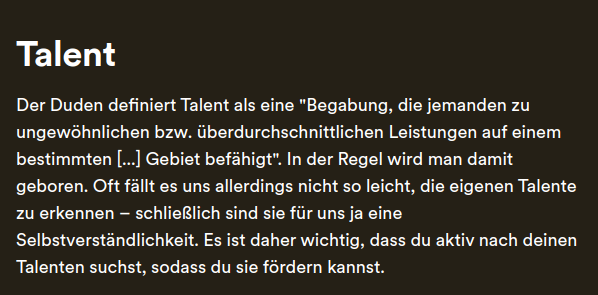 Talent
Der Duden definiert Talent als eine "Begabung, die jemanden zu
ungewöhnlichen bzw. überdurchschnittlichen Leistungen auf einem
bestimmten [...] Gebiet befähigt". In der Regel wird man damit
geboren. Oft fällt es uns allerdings nicht so leicht, die eigenen Talente
zu erkennen – schließlich sind sie für uns ja eine
Selbstverständlichkeit. Es ist daher wichtig, dass du aktiv nach deinen
Talenten suchst, sodass du sie fördern kannst.